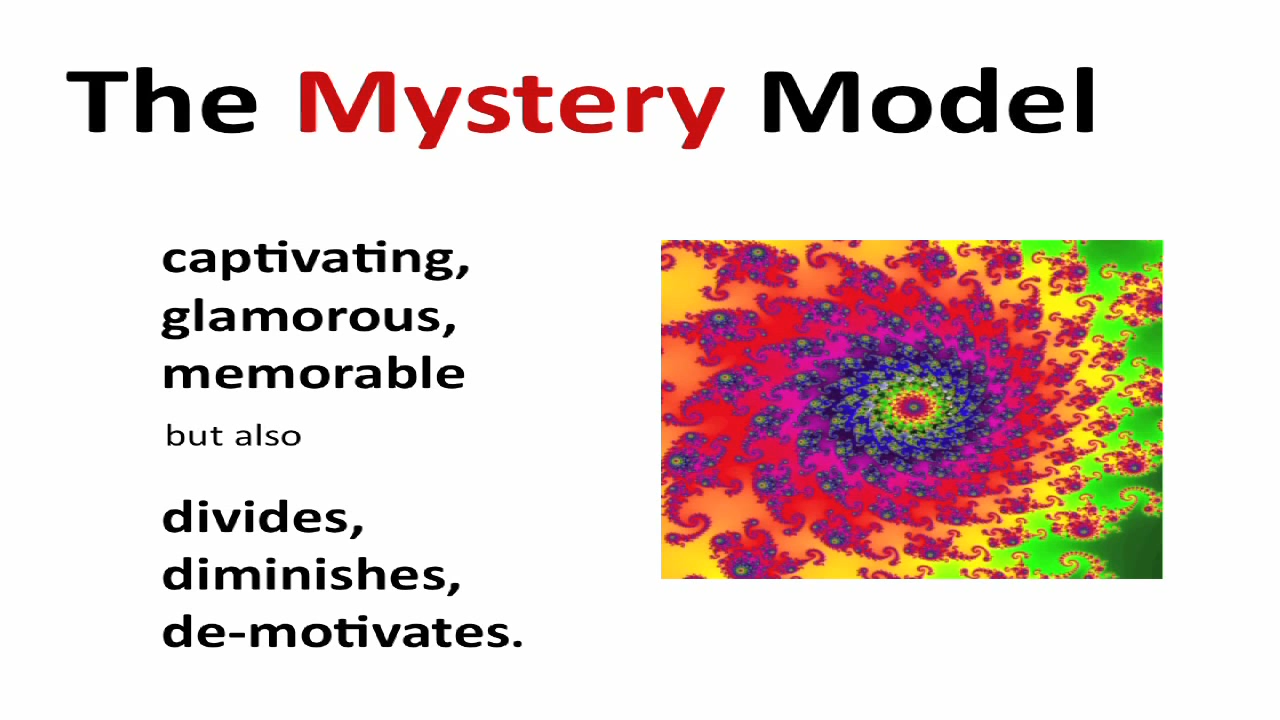 The Mystery Model
captivating,
glamorous,
memorable
but also
divides,
diminishes,
de-motivates.